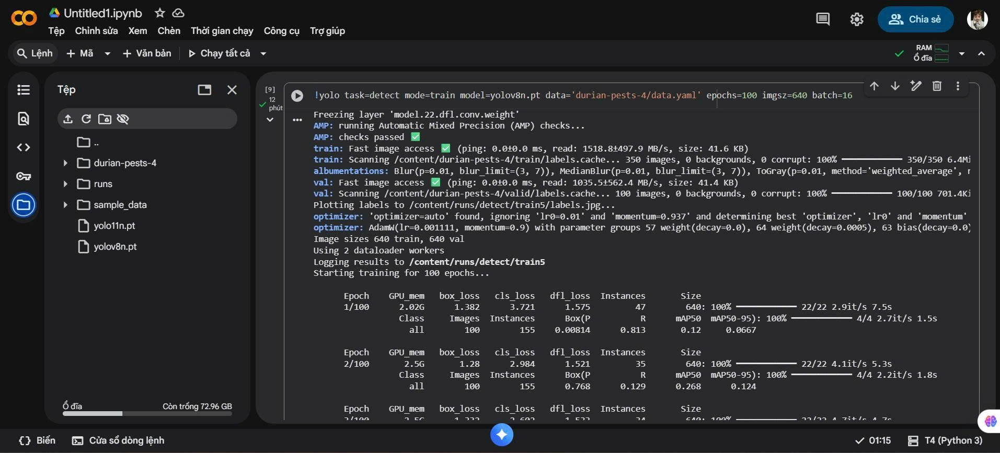 Untitled1.ipynb
Tệp Chỉnh sửa Xem Chèn Thời gian chạy Công cụ Trợ giúp
Chia sẻ
Lệnh + Mã + Văn bản Chạy tất cả
RAM
Ổ đĩa
Tệp
..
durian-pests-4
runs
sample_data
yolo11n.pt
yolov8n.pt
Ổ đĩa Còn trống 72.96 GB
[9]
12
phút
!yolo task=detect mode=train model=yolov8n.pt data='durian-pests-4/data.yaml' epochs=100 imgsz=640 batch=16
Freezing layer 'model.22.dfl.conv.weight'
AMP: running Automatic Mixed Precision (AMP) checks...
AMP: checks passed ✅
train: Fast image access ✅ (ping: 0.0±0.0 ms, read: 1518.8±497.9 MB/s, size: 41.6 KB)
train: Scanning /content/durian-pests-4/train/labels.cache... 350 images, 0 backgrounds, 0 corrupt: 100% ━━━━━━━━━━━━ 350/350 6.4Mi
albumentations: Blur(p=0.01, blur_limit=(3, 7)), MedianBlur(p=0.01, blur_limit=(3, 7)), ToGray(p=0.01, method='weighted_average', n
val: Fast image access ✅ (ping: 0.0±0.0 ms, read: 1035.5±562.4 MB/s, size: 41.4 KB)
val: Scanning /content/durian-pests-4/valid/labels.cache... 100 images, 0 backgrounds, 0 corrupt: 100% ━━━━━━━━━━━━ 100/100 701.4Ki
Plotting labels to /content/runs/detect/train5/labels.jpg...
optimizer: 'optimizer=auto' found, ignoring 'lr0=0.01' and 'momentum=0.937' and determining best 'optimizer', 'lr0' and 'momentum'
optimizer: AdamW(lr=0.001111, momentum=0.9) with parameter groups 57 weight(decay=0.0), 64 weight(decay=0.0005), 63 bias(decay=0.0)
Image sizes 640 train, 640 val
Using 2 dataloader workers
Logging results to /content/runs/detect/train5
Starting training for 100 epochs...
Epoch GPU_mem box_loss cls_loss dfl_loss Instances Size
1/100 2.02G 1.382 3.721 1.575 47 640: 100% ━━━━━━━━━━━━ 22/22 2.9it/s 7.5s
Class Images Instances Box(P R mAP50 mAP50-95): 100% ━━━━━━━━━━━━ 4/4 2.7it/s 1.5s
all 100 155 0.00814 0.813 0.12 0.0667
Epoch GPU_mem box_loss cls_loss dfl_loss Instances Size
2/100 2.5G 1.28 2.984 1.521 35 640: 100% ━━━━━━━━━━━━ 22/22 4.1it/s 5.3s
Class Images Instances Box(P R mAP50 mAP50-95): 100% ━━━━━━━━━━━━ 4/4 2.2it/s 1.8s
all 100 155 0.768 0.129 0.268 0.124
Epoch GPU_mem box_loss cls_loss dfl_loss Instances Size
Biến Cửa sổ dòng lệnh
01:15 T4 (Python 3)